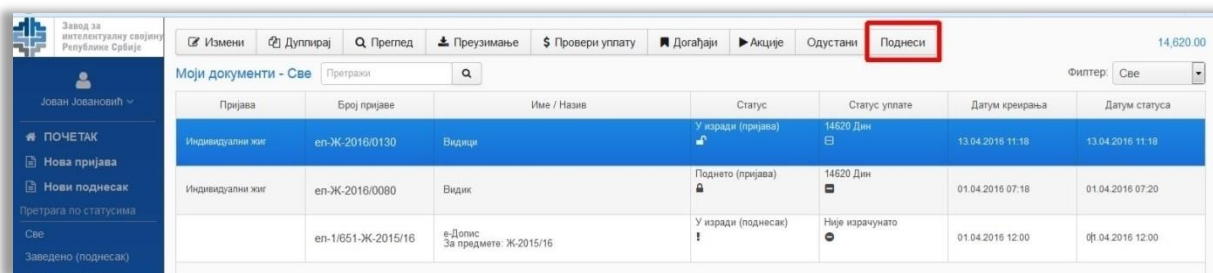 Завод за
интелектуалну својину
Републике Србије
Јован Јовановић
ПОЧЕТАК
Нова пријава
Нови поднесак
Претрага по статусима
Све
Заведено (поднесак)
Измени Дуплирај Преглед Преузимање $ Провери уплату Догађаји Акције Одустани Поднеси 14,620.00
Моји документи - Све Претражи Филтер: Све
Пријава Број пријаве Име / Назив Статус Статус уплате Датум креирања Датум статуса
Индивидуални жиг еп-Ж-2016/0130 Видици У изради (пријава) 14620 Дин 13.04.2016 11:18 13.04.2016 11:18
Индивидуални жиг еп-Ж-2016/0080 Видик Поднето (пријава) 14620 Дин 01.04.2016 07:18 01.04.2016 07:20
еп-1/651-Ж-2015/16 е-Допис У изради (поднесак) Није израчунато 01.04.2016 12:00 01.04.2016 12:00
За предмете: Ж-2015/16